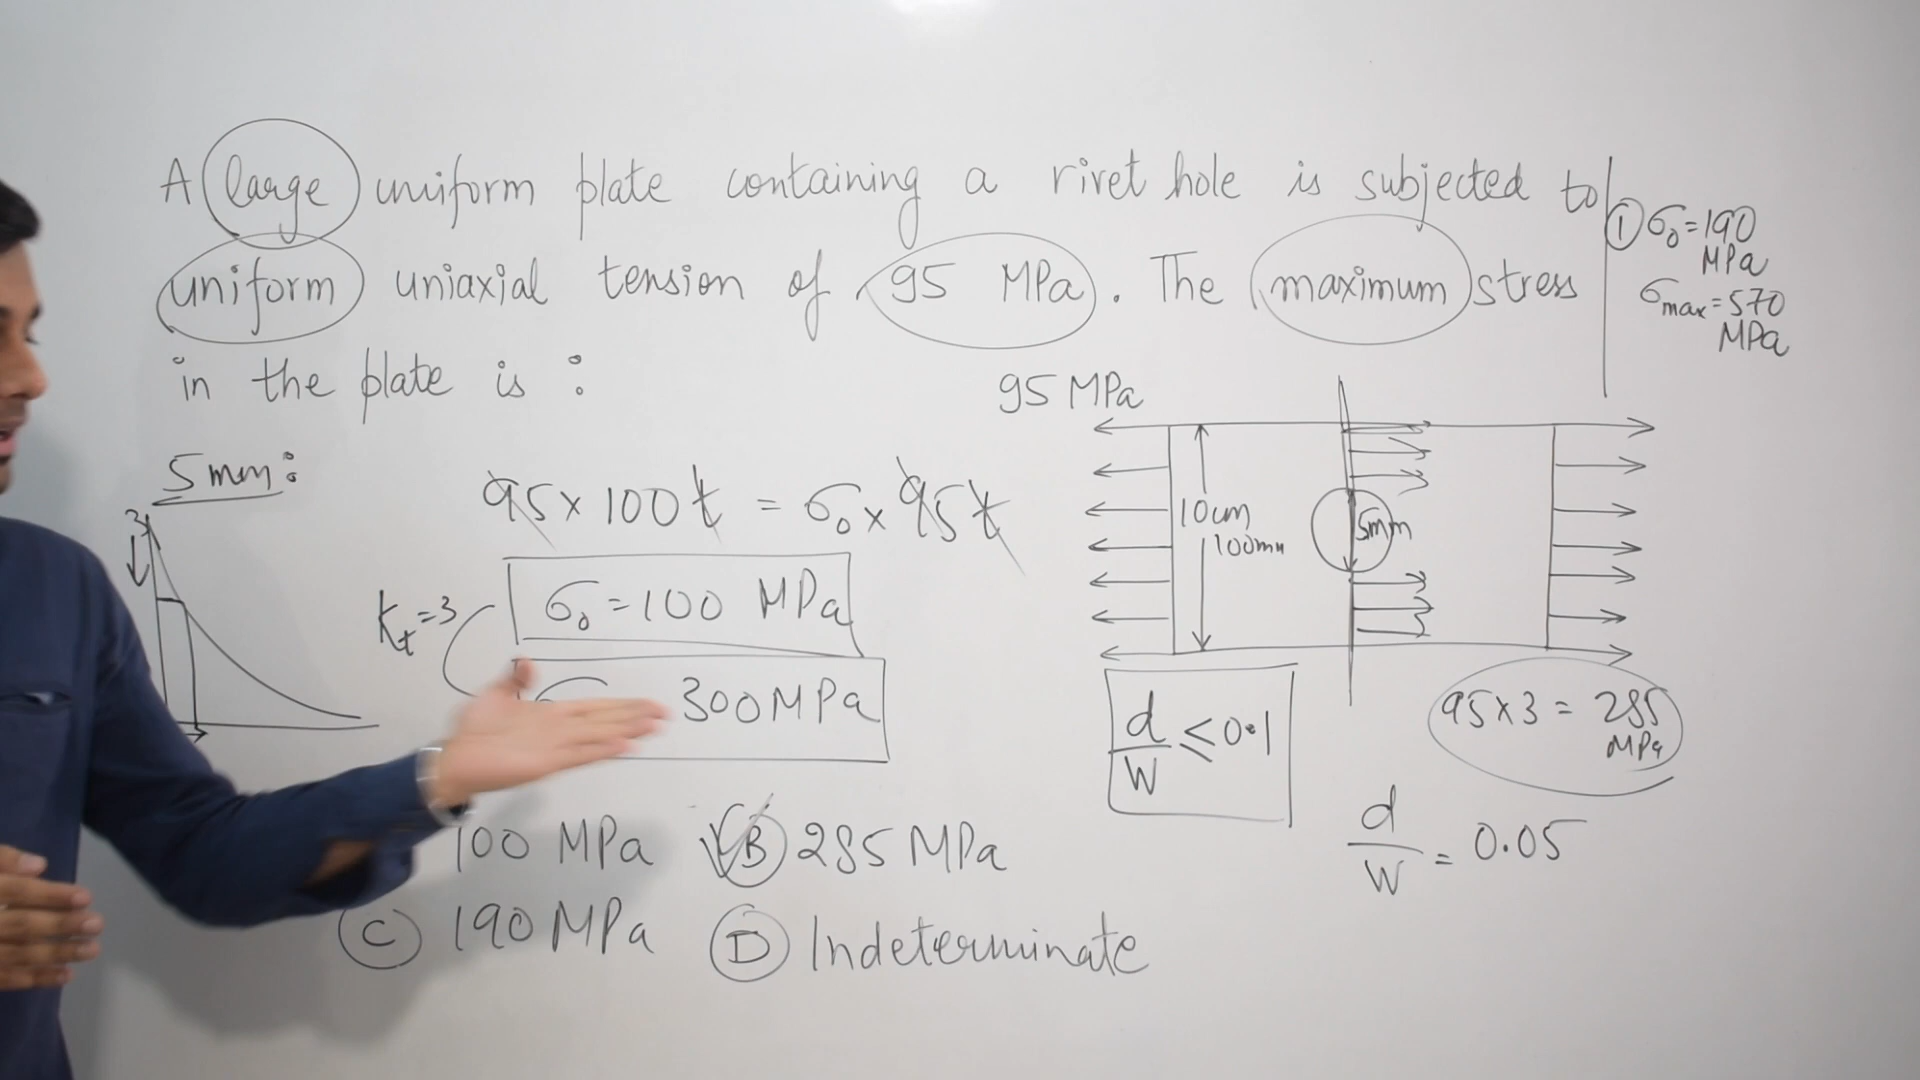 A large uniform plate containing a rivet hole is subjected to
uniform uniaxial tension of 95 MPa. The maximum stress
in the plate is :
① σ₀=190
MPa
σmax=570
MPa
5mm:
3
95 × 100 t = σ₀ × 95 t
σ₀ = 100 MPa
Kt=3
300MPa
95 MPa
10cm
100mm
5mm
d/W ≤ 0.1
95×3 = 285
MPa
d/W = 0.05
100 MPa
Ⓑ 285 MPa
Ⓒ 190 MPa
Ⓓ Indeterminate